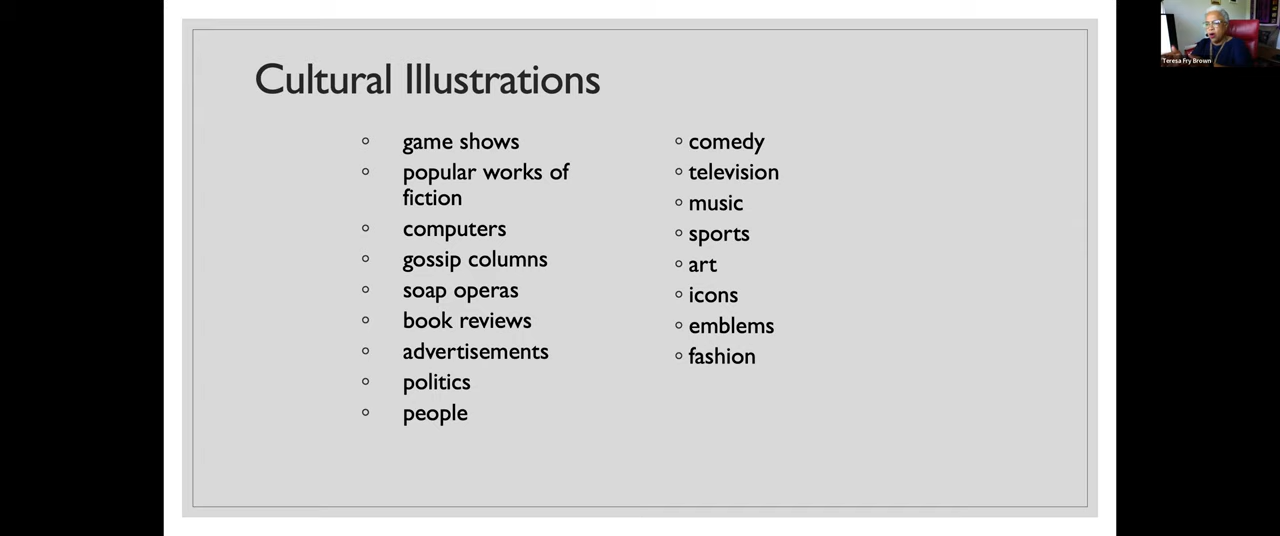 Cultural Illustrations
game shows
popular works of
fiction
computers
gossip columns
soap operas
book reviews
advertisements
politics
people
comedy
television
music
sports
art
icons
emblems
fashion
Teresa Fry Brown